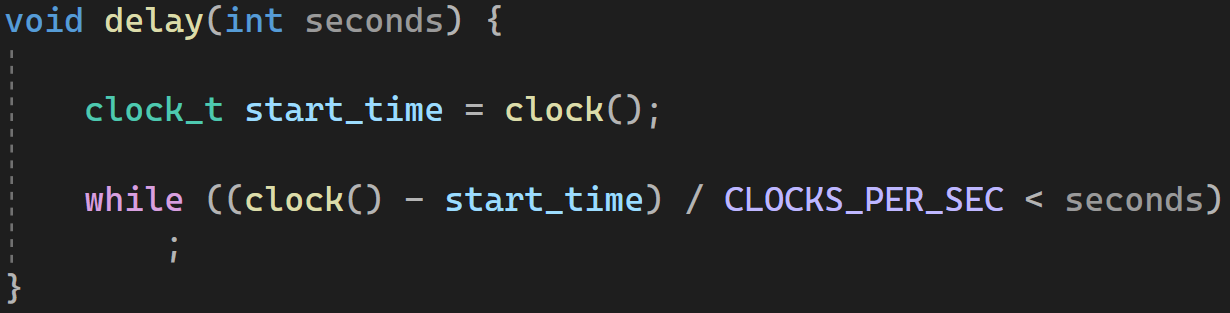 void delay(int seconds) {
clock_t start_time = clock();
while ((clock() - start_time) / CLOCKS_PER_SEC < seconds)
;
}